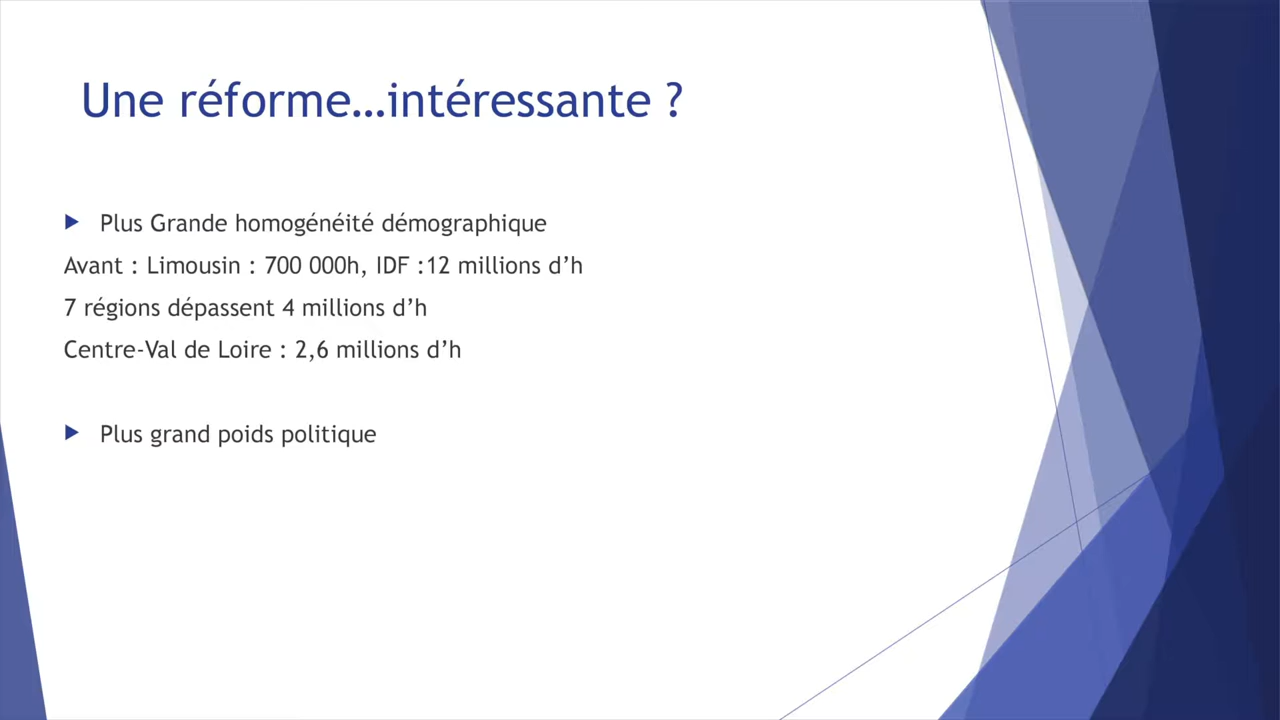 Une réforme…intéressante ?
Plus Grande homogénéité démographique
Avant : Limousin : 700 000h, IDF :12 millions d’h
7 régions dépassent 4 millions d’h
Centre-Val de Loire : 2,6 millions d’h
Plus grand poids politique